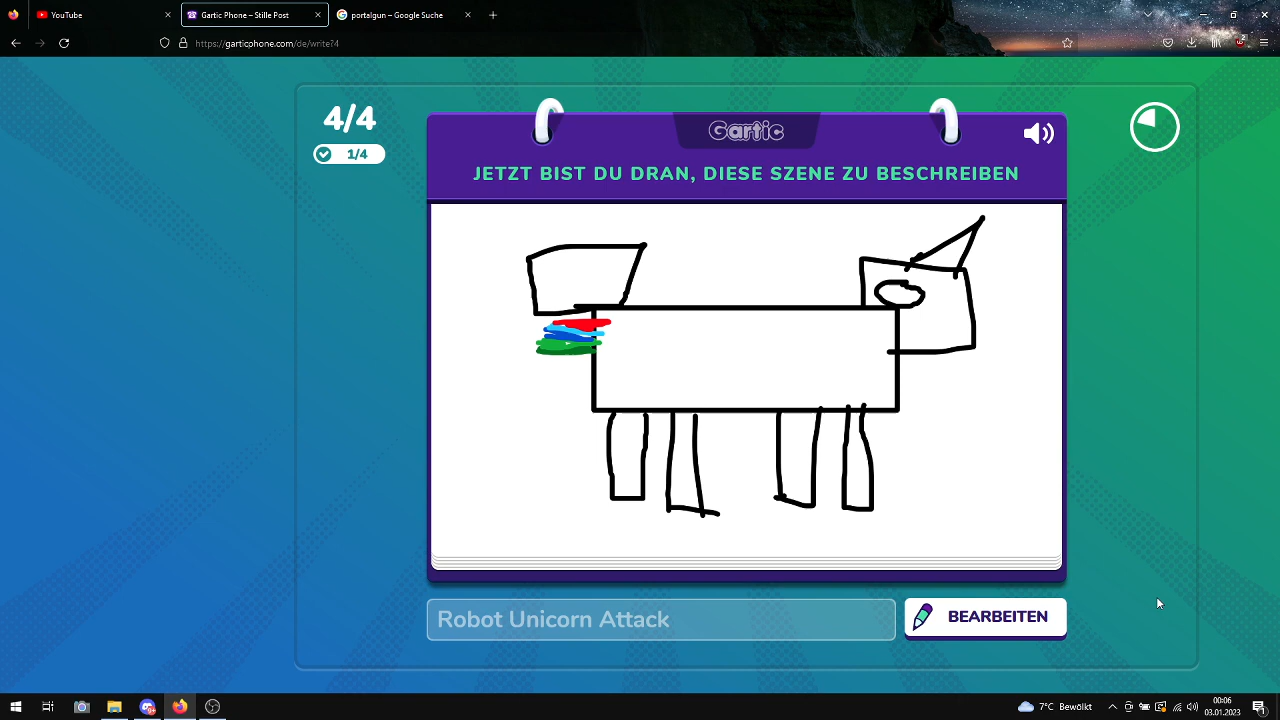 YouTube
Gartic Phone – Stille Post
portalgun – Google Suche
https://garticphone.com/de/write?4
4/4
1/4
Gartic
JETZT BIST DU DRAN, DIESE SZENE ZU BESCHREIBEN
Robot Unicorn Attack
BEARBEITEN
7°C Bewölkt
00:06
03.01.2023